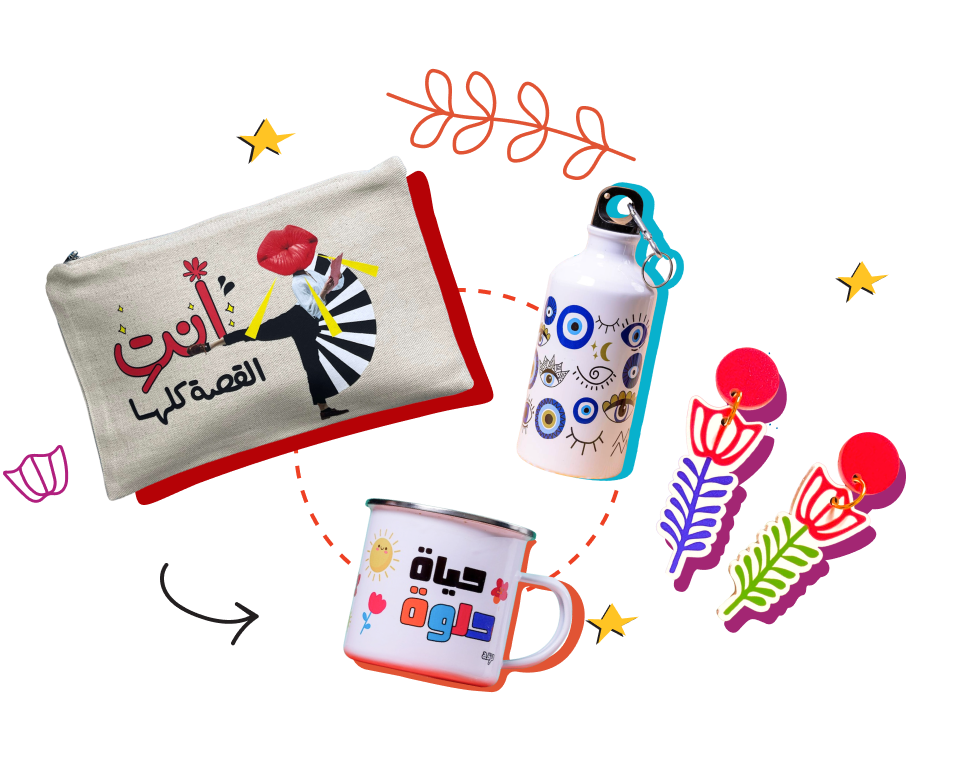 أنتِ
القصة كلها
حياة
حلوة